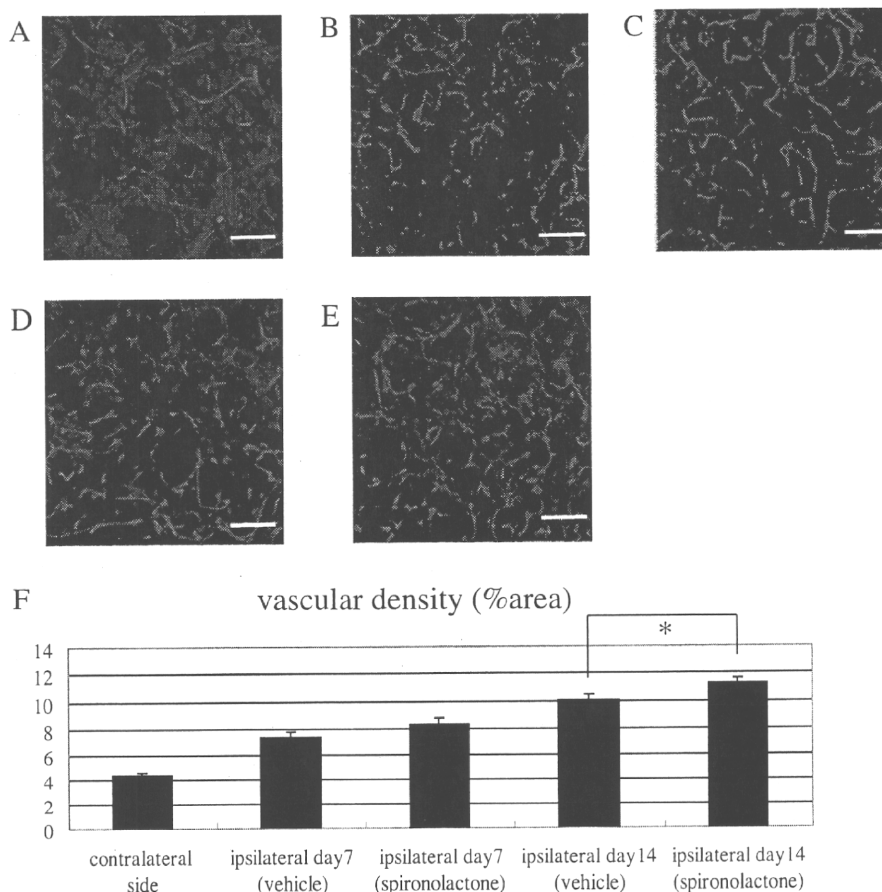 A
B
C
D
E
F
vascular density (%area)
*
14
12
10
8
6
4
2
0
contralateral side
ipsilateral day7 (vehicle)
ipsilateral day7 (spironolactone)
ipsilateral day14 (vehicle)
ipsilateral day14 (spironolactone)